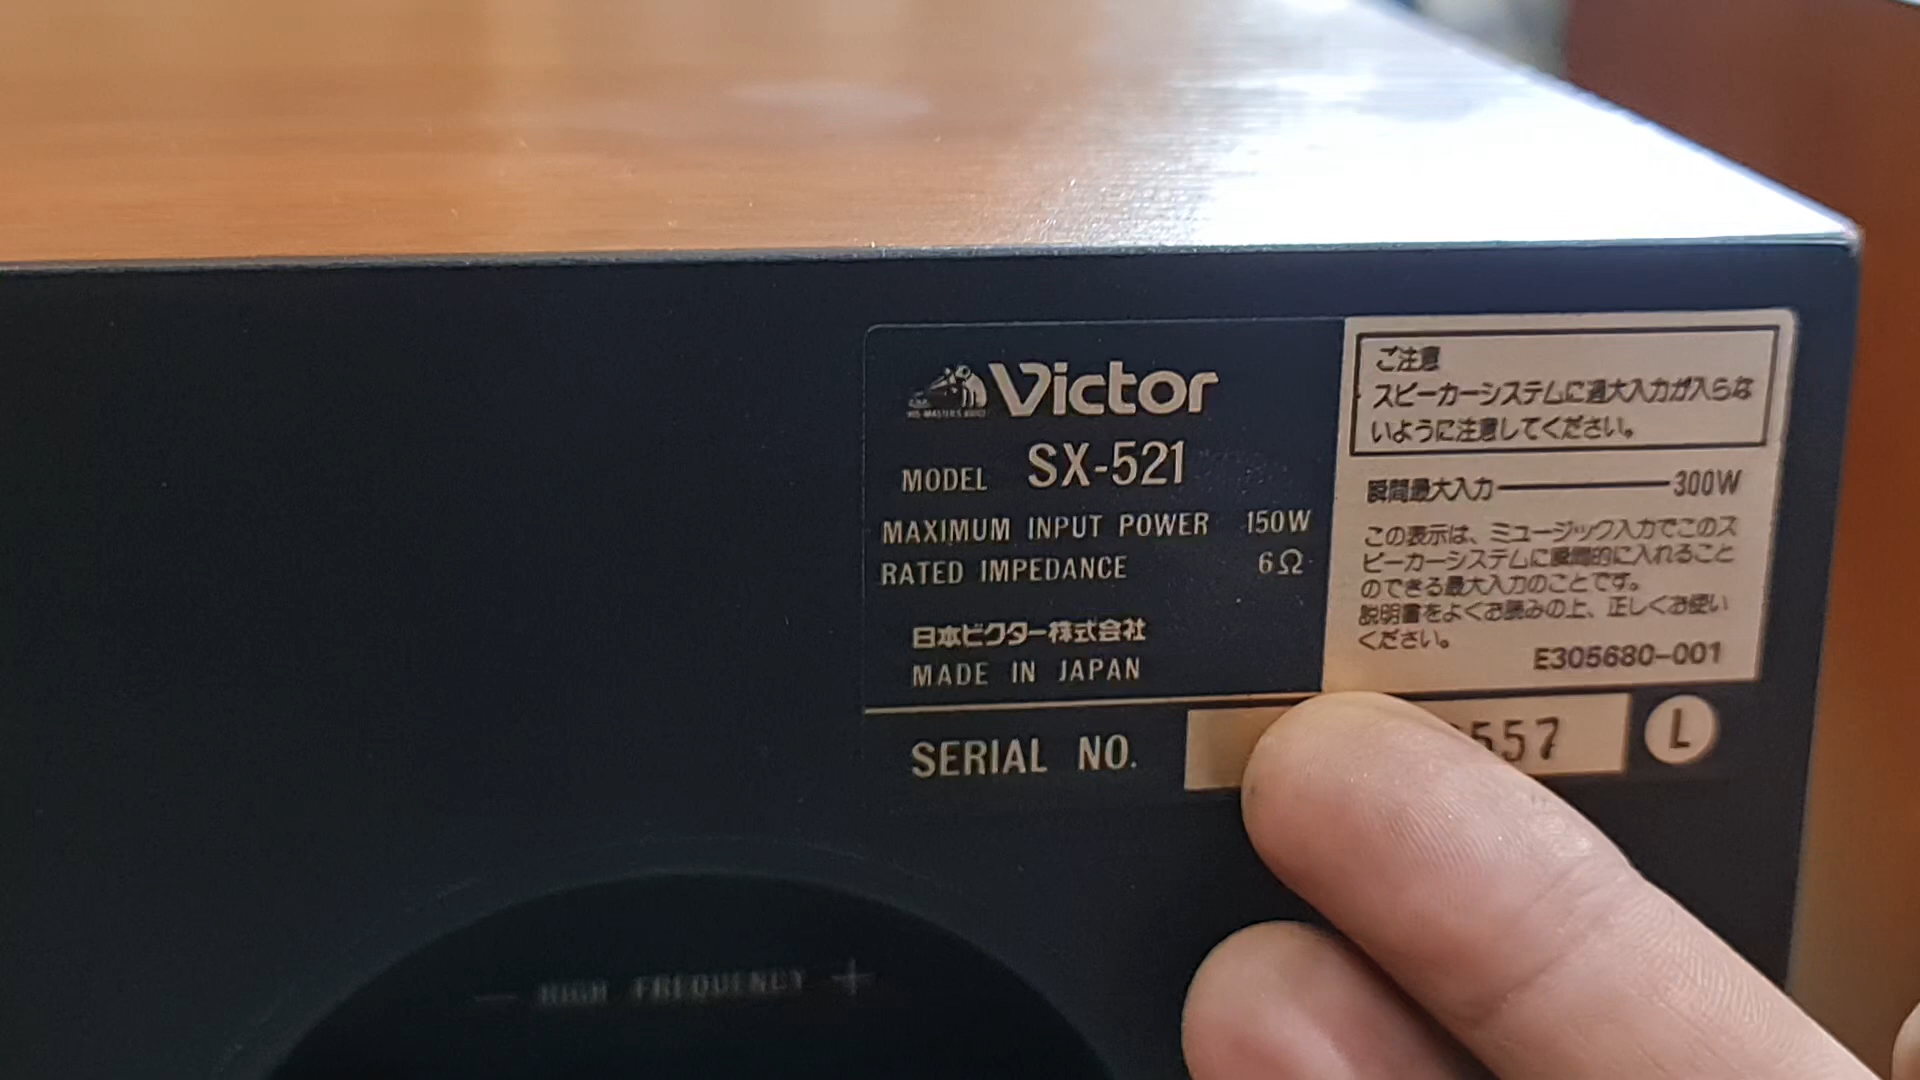 HIS MASTER'S VOICE
Victor
MODEL SX-521
MAXIMUM INPUT POWER 150W
RATED IMPEDANCE 6Ω
日本ビクター株式会社
MADE IN JAPAN
ご注意
スピーカーシステムに過大入力が入らな
いように注意してください。
瞬間最大入力 300W
この表示は、ミュージック入力でこのス
ピーカーシステムに瞬間的に入れること
のできる最大入力のことです。
説明書をよくお読みの上、正しくお使い
ください。
E305680-001
SERIAL NO. 557
L
— HIGH FREQUENCY +